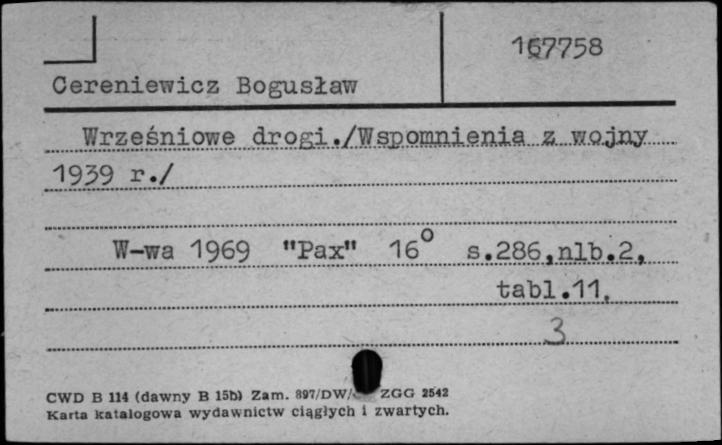 167758
Cereniewicz Bogusław
Wrześniowe drogi./Wspomnienia z wojny
1939 r./
W-wa 1969 "Pax" 16° s.286,nlb.2,
tabl.11.
3
CWD B 114 (dawny B 15b) Zam. 897/DW/ ZGG 2542
Karta katalogowa wydawnictw ciągłych i zwartych.